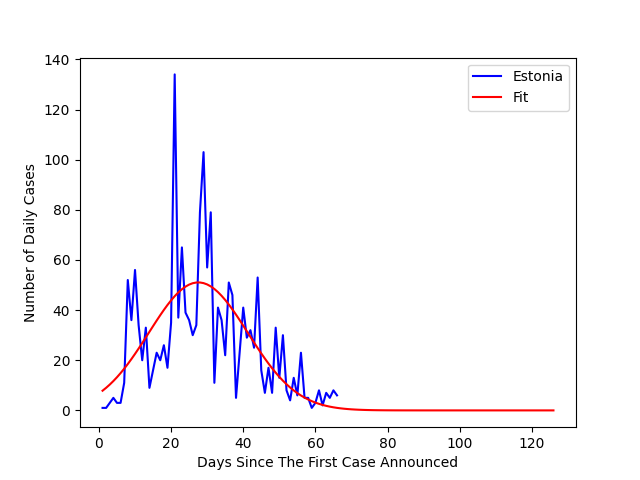 140
120
100
80
60
40
20
0
Number of Daily Cases
0 20 40 60 80 100 120
Days Since The First Case Announced
Estonia
Fit